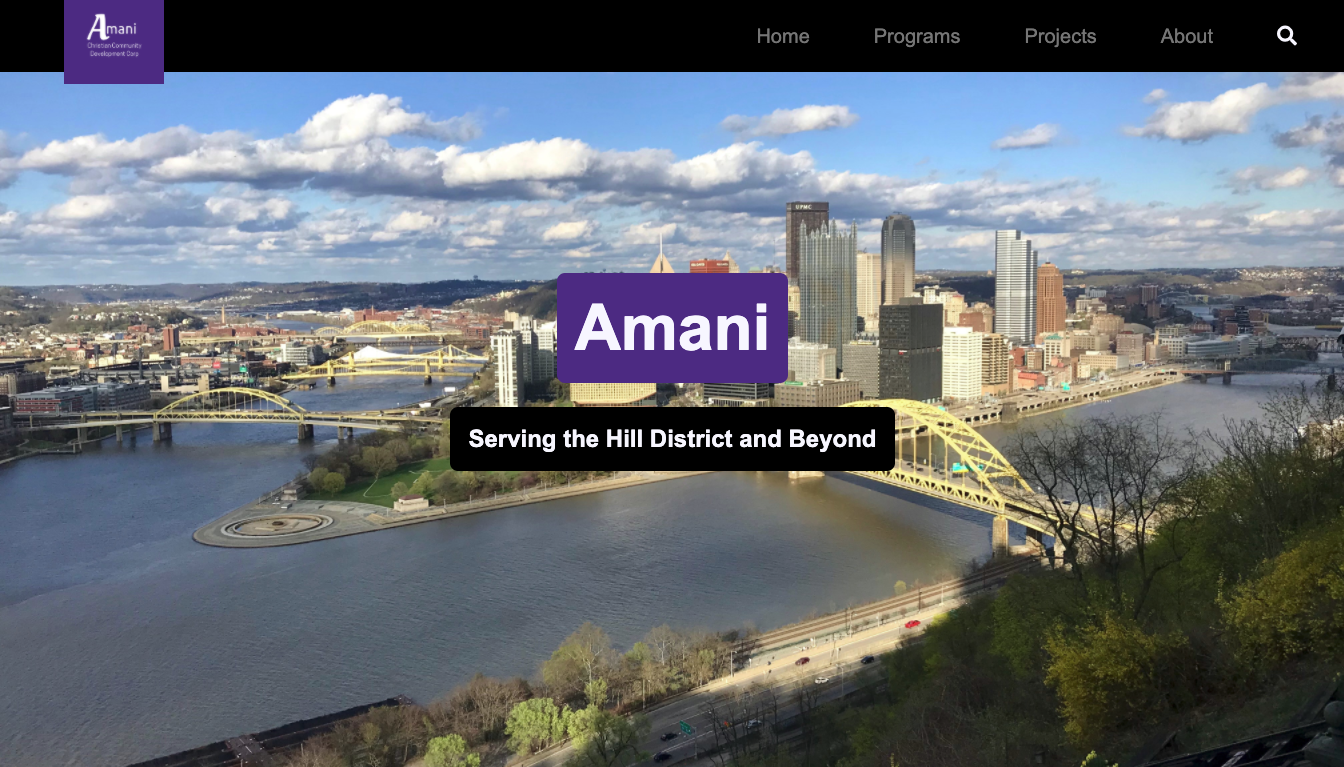 Amani
Christian Community
Development Corp
Home
Programs
Projects
About
UPMC
Amani
Serving the Hill District and Beyond